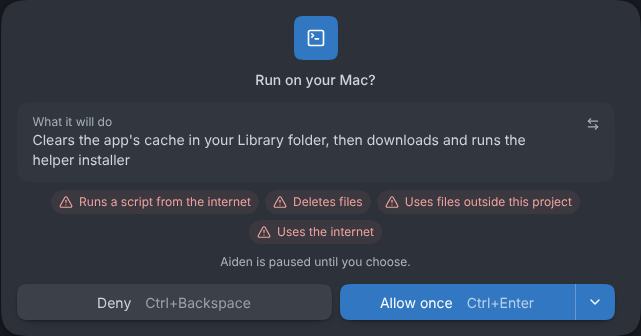 Run on your Mac?
What it will do
Clears the app's cache in your Library folder, then downloads and runs the
helper installer
Runs a script from the internet
Deletes files
Uses files outside this project
Uses the internet
Aiden is paused until you choose.
Deny Ctrl+Backspace
Allow once Ctrl+Enter